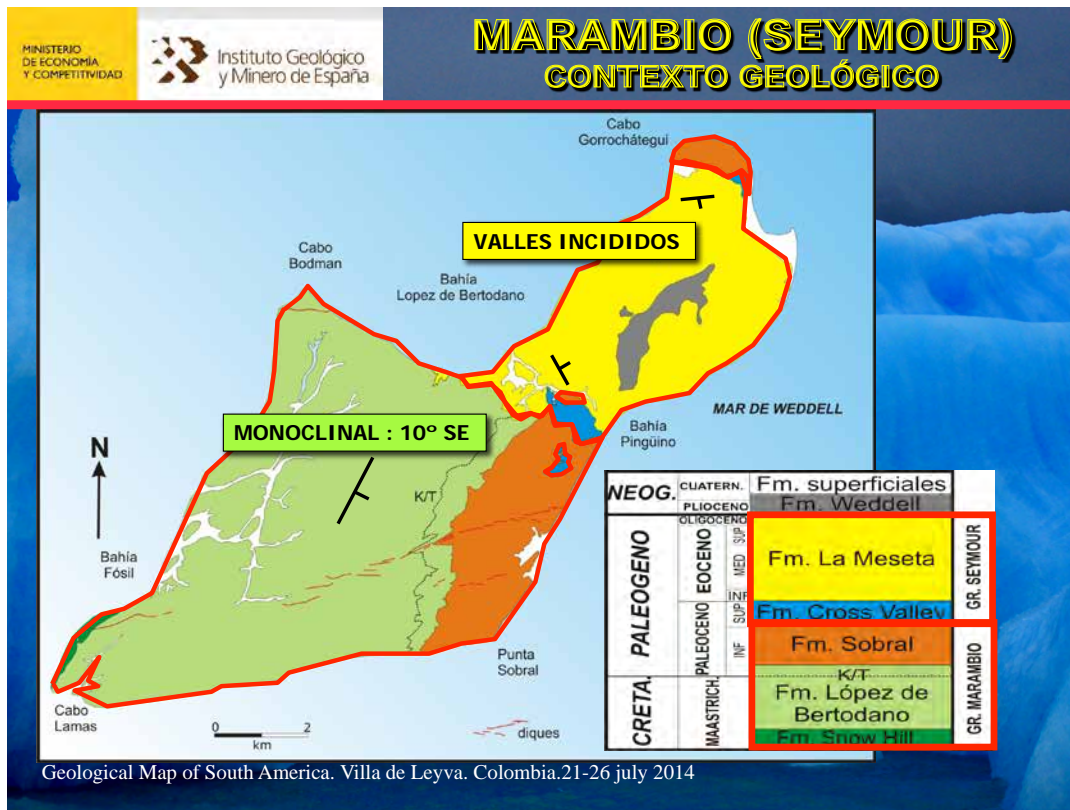 MINISTERIO
DE ECONOMÍA
Y COMPETITIVIDAD
Instituto Geológico
y Minero de España
MARAMBIO (SEYMOUR)
CONTEXTO GEOLÓGICO
Cabo
Gorrochátegui
VALLES INCIDIDOS
Cabo
Bodman
Bahía
Lopez de Bertodano
MAR DE WEDDELL
Bahía
Pingüino
MONOCLINAL : 10º SE
N
K/T
Bahía
Fósil
Punta
Sobral
Cabo
Lamas
0 2
km
diques
NEOG.
CUATERN.
Fm. superficiales
PLIOCENO
Fm. Weddell
PALEOGENO
OLIGOCENO
EOCENO
SUP
MED
INF
Fm. La Meseta
GR. SEYMOUR
PALEOCENO
SUP
Fm. Cross Valley
INF
Fm. Sobral
K/T
CRETA.
MAASTRICH.
Fm. López de
Bertodano
Fm. Snow Hill
GR. MARAMBIO
Geological Map of South America. Villa de Leyva. Colombia.21-26 july 2014